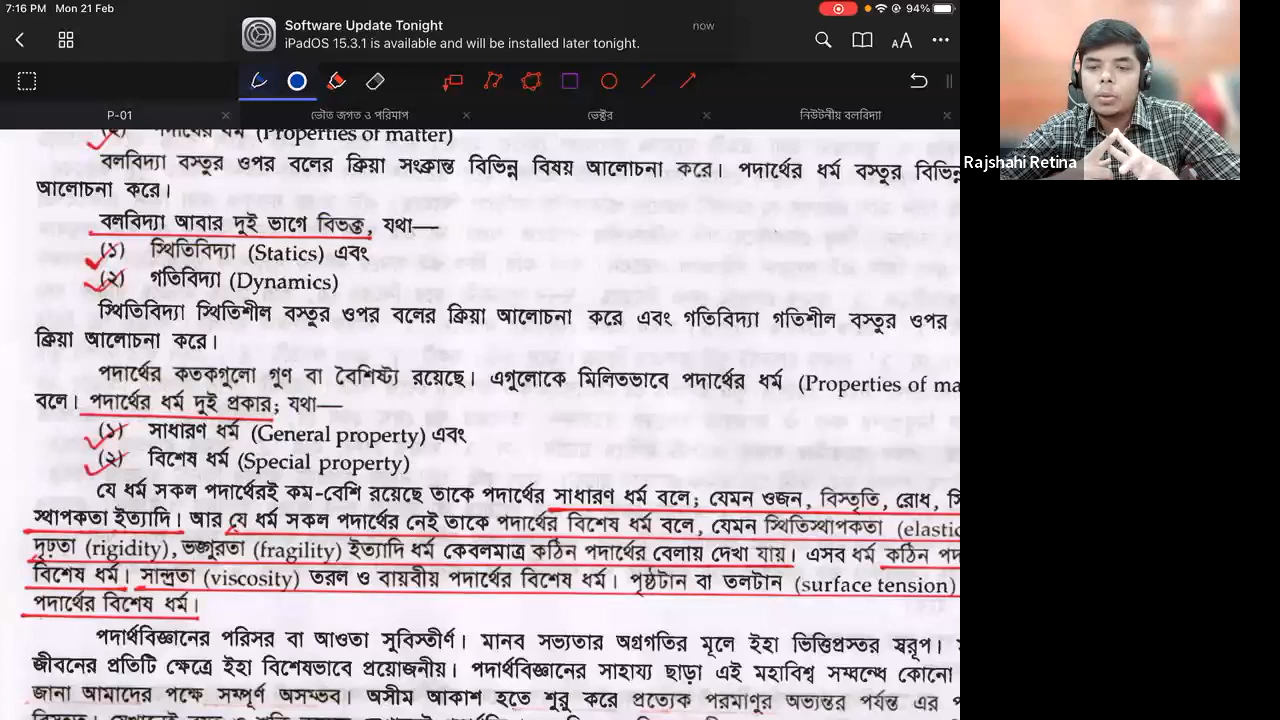 7:16 PM Mon 21 Feb
94%
Software Update Tonight
now
iPadOS 15.3.1 is available and will be installed later tonight.
AA
P-01
ভৌত জগত ও পরিমাপ
ভেক্টর
নিউটনীয় বলবিদ্যা
Rajshahi Retina
পদার্থের ধর্ম (Properties of matter)
বলবিদ্যা বস্তুর ওপর বলের ক্রিয়া সংক্রান্ত বিভিন্ন বিষয় আলোচনা করে। পদার্থের ধর্ম বস্তুর
আলোচনা করে।
বলবিদ্যা আবার দুই ভাগে বিভক্ত, যথা—
(১) স্থিতিবিদ্যা (Statics) এবং
(২) গতিবিদ্যা (Dynamics)
স্থিতিবিদ্যা স্থিতিশীল বস্তুর ওপর বলের ক্রিয়া আলোচনা করে এবং গতিবিদ্যা গতিশীল বস্তুর ওপর
ক্রিয়া আলোচনা করে।
পদার্থের কতকগুলো গুণ বা বৈশিষ্ট্য রয়েছে। এগুলোকে মিলিতভাবে পদার্থের ধর্ম (Properties of
বলে। পদার্থের ধর্ম দুই প্রকার; যথা—
(১) সাধারণ ধর্ম (General property) এবং
(২) বিশেষ ধর্ম (Special property)
যে ধর্ম সকল পদার্থেরই কম-বেশি রয়েছে তাকে পদার্থের সাধারণ ধর্ম বলে; যেমন ওজন, বিস্তৃতি, রোধ,
স্থাপকতা ইত্যাদি। আর যে ধর্ম সকল পদার্থের নেই তাকে পদার্থের বিশেষ ধর্ম বলে, যেমন স্থিতিস্থাপকতা
দৃঢ়তা (rigidity), ভঙ্গুরতা (fragility) ইত্যাদি ধর্ম কেবলমাত্র কঠিন পদার্থের বেলায় দেখা যায়। এসব ধর্ম কঠিন
বিশেষ ধর্ম। সান্দ্রতা (viscosity) তরল ও বায়বীয় পদার্থের বিশেষ ধর্ম। পৃষ্ঠটান বা তলটান (surface tension)
পদার্থের বিশেষ ধর্ম।
পদার্থবিজ্ঞানের পরিসর বা আওতা সুবিস্তীর্ণ। মানব সভ্যতার অগ্রগতির মূলে ইহা ভিত্তিপ্রস্তর স্বরূপ।
জীবনের প্রতিটি ক্ষেত্রে ইহা বিশেষভাবে প্রয়োজনীয়। পদার্থবিজ্ঞানের সাহায্য ছাড়া এই মহাবিশ্ব সম্বন্ধে কোনো
জানা আমাদের পক্ষে সম্পূর্ণ অসম্ভব। অসীম আকাশ হতে শুরু করে প্রত্যেক পরমাণুর অভ্যন্তর পর্যন্ত এর